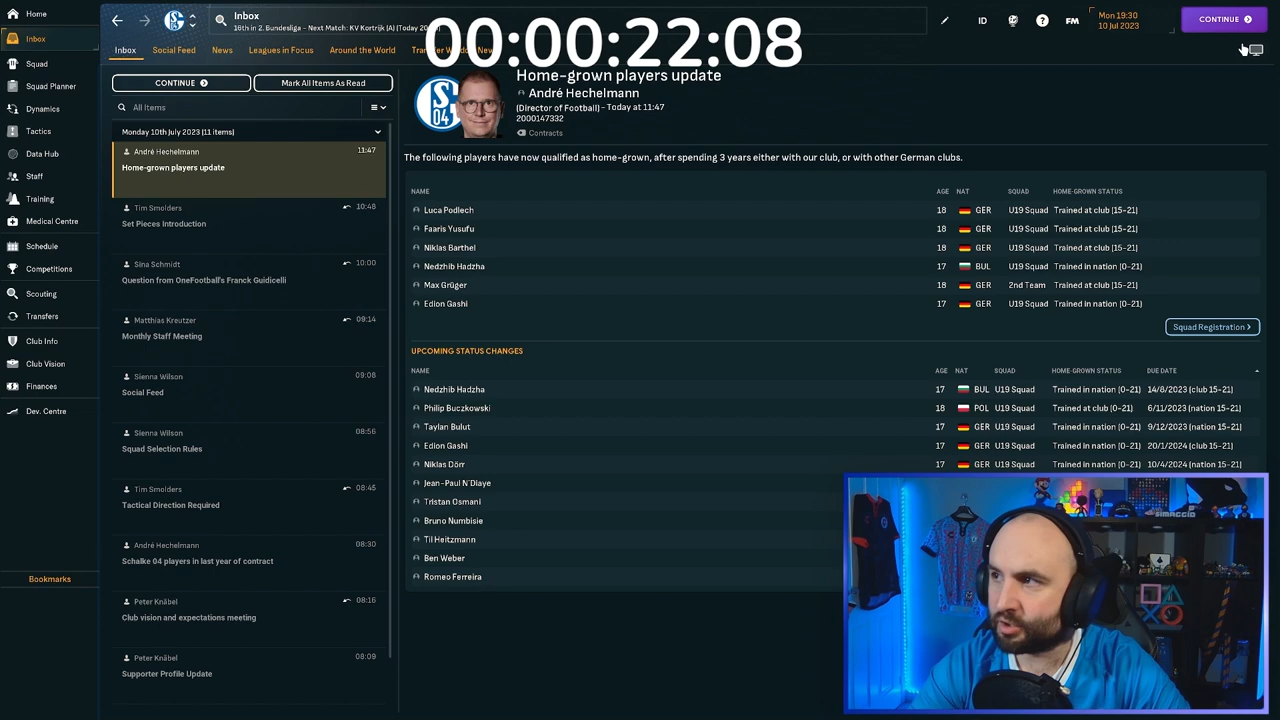 Home
Inbox
Squad
Squad Planner
Dynamics
Tactics
Data Hub
Staff
Training
Medical Centre
Schedule
Competitions
Scouting
Transfers
Club Info
Club Vision
Finances
Dev. Centre
Bookmarks
Inbox
16th in 2. Bundesliga - Next Match: KV Kortrijk (A) (Today
00:00:22:08
ID
FM
Mon 19:30
10 Jul 2023
CONTINUE
Inbox
Social Feed
News
Leagues in Focus
Around the World
CONTINUE
Mark All Items As Read
All Items
Monday 10th July 2023 (11 items)
André Hechelmann 11:47
Home-grown players update
Tim Smolders 10:48
Set Pieces Introduction
Sina Schmidt 10:00
Question from OneFootball's Franck Guidicelli
Matthias Kreutzer 09:14
Monthly Staff Meeting
Sienna Wilson 09:08
Social Feed
Sienna Wilson 08:56
Squad Selection Rules
Tim Smolders 08:45
Tactical Direction Required
André Hechelmann 08:30
Schalke 04 players in last year of contract
Peter Knäbel 08:16
Club vision and expectations meeting
Peter Knäbel 08:09
Supporter Profile Update
Home-grown players update
André Hechelmann
(Director of Football) - Today at 11:47
2000147332
Contracts
The following players have now qualified as home-grown, after spending 3 years either with our club, or with other German clubs.
NAME AGE NAT SQUAD HOME-GROWN STATUS
Luca Podlech 18 GER U19 Squad Trained at club (15-21)
Faaris Yusufu 18 GER U19 Squad Trained at club (15-21)
Niklas Barthel 18 GER U19 Squad Trained at club (15-21)
Nedzhib Hadzha 17 BUL U19 Squad Trained in nation (0-21)
Max Grüger 18 GER 2nd Team Trained at club (15-21)
Edion Gashi 17 GER U19 Squad Trained in nation (0-21)
Squad Registration >
UPCOMING STATUS CHANGES
NAME AGE NAT SQUAD HOME-GROWN STATUS DUE DATE
Nedzhib Hadzha 17 BUL U19 Squad Trained in nation (0-21) 14/8/2023 (club 15-21)
Philip Buczkowski 18 POL U19 Squad Trained at club (0-21) 6/11/2023 (nation 15-21)
Taylan Bulut 17 GER U19 Squad Trained in nation (0-21) 9/12/2023 (nation 15-21)
Edion Gashi 17 GER U19 Squad Trained in nation (0-21) 20/1/2024 (club 15-21)
Niklas Dörr 17 GER U19 Squad Trained in nation (0-21) 10/4/2024 (nation 15-21)
Jean-Paul N'Diaye
Tristan Osmani
Bruno Numbisie
Til Heitzmann
Ben Weber
Romeo Ferreira